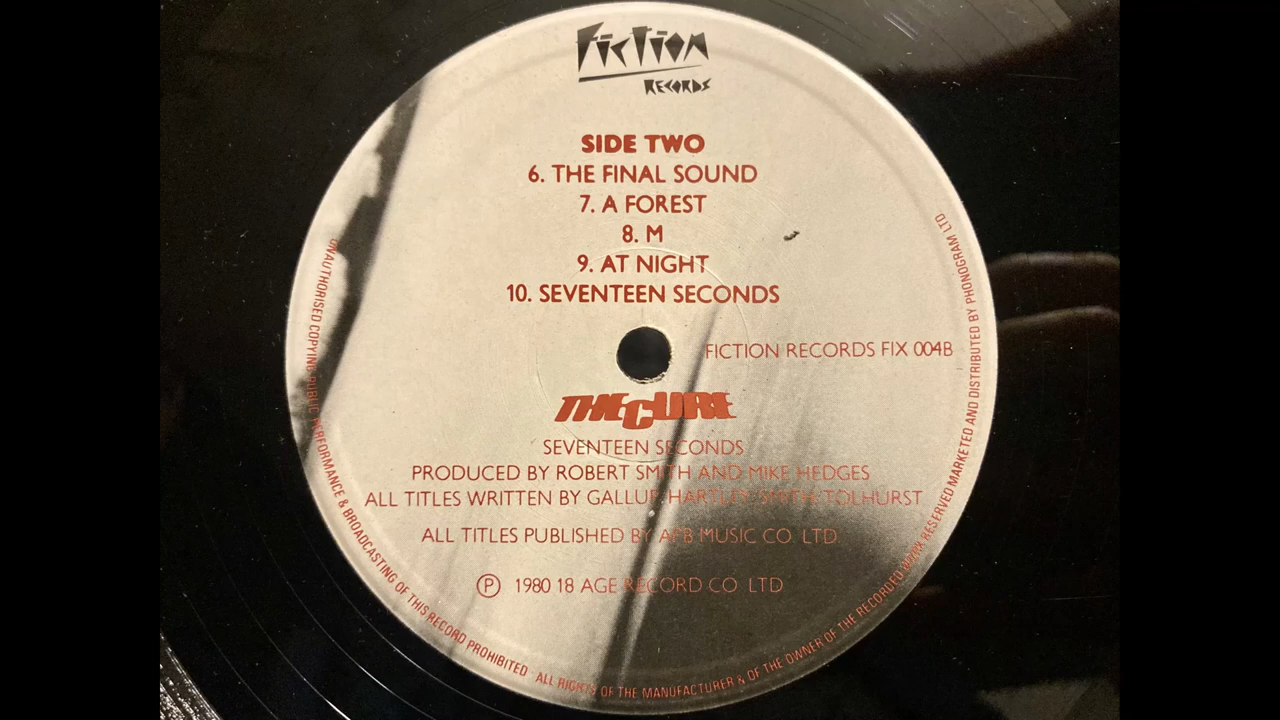 Fiction
RECORDS
SIDE TWO
6. THE FINAL SOUND
7. A FOREST
8. M
9. AT NIGHT
10. SEVENTEEN SECONDS
FICTION RECORDS FIX 004B
THE CURE
SEVENTEEN SECONDS
PRODUCED BY ROBERT SMITH AND MIKE HEDGES
ALL TITLES WRITTEN BY GALLUP HARTLEY SMITH TOLHURST
ALL TITLES PUBLISHED BY APB MUSIC CO LTD
Ⓟ 1980 18 AGE RECORD CO LTD
UNAUTHORISED COPYING PUBLIC PERFORMANCE & BROADCASTING OF THIS RECORD PROHIBITED ALL RIGHTS OF THE MANUFACTURER & OF THE OWNER OF THE RECORDED WORK RESERVED MARKETED AND DISTRIBUTED BY PHONOGRAM LTD